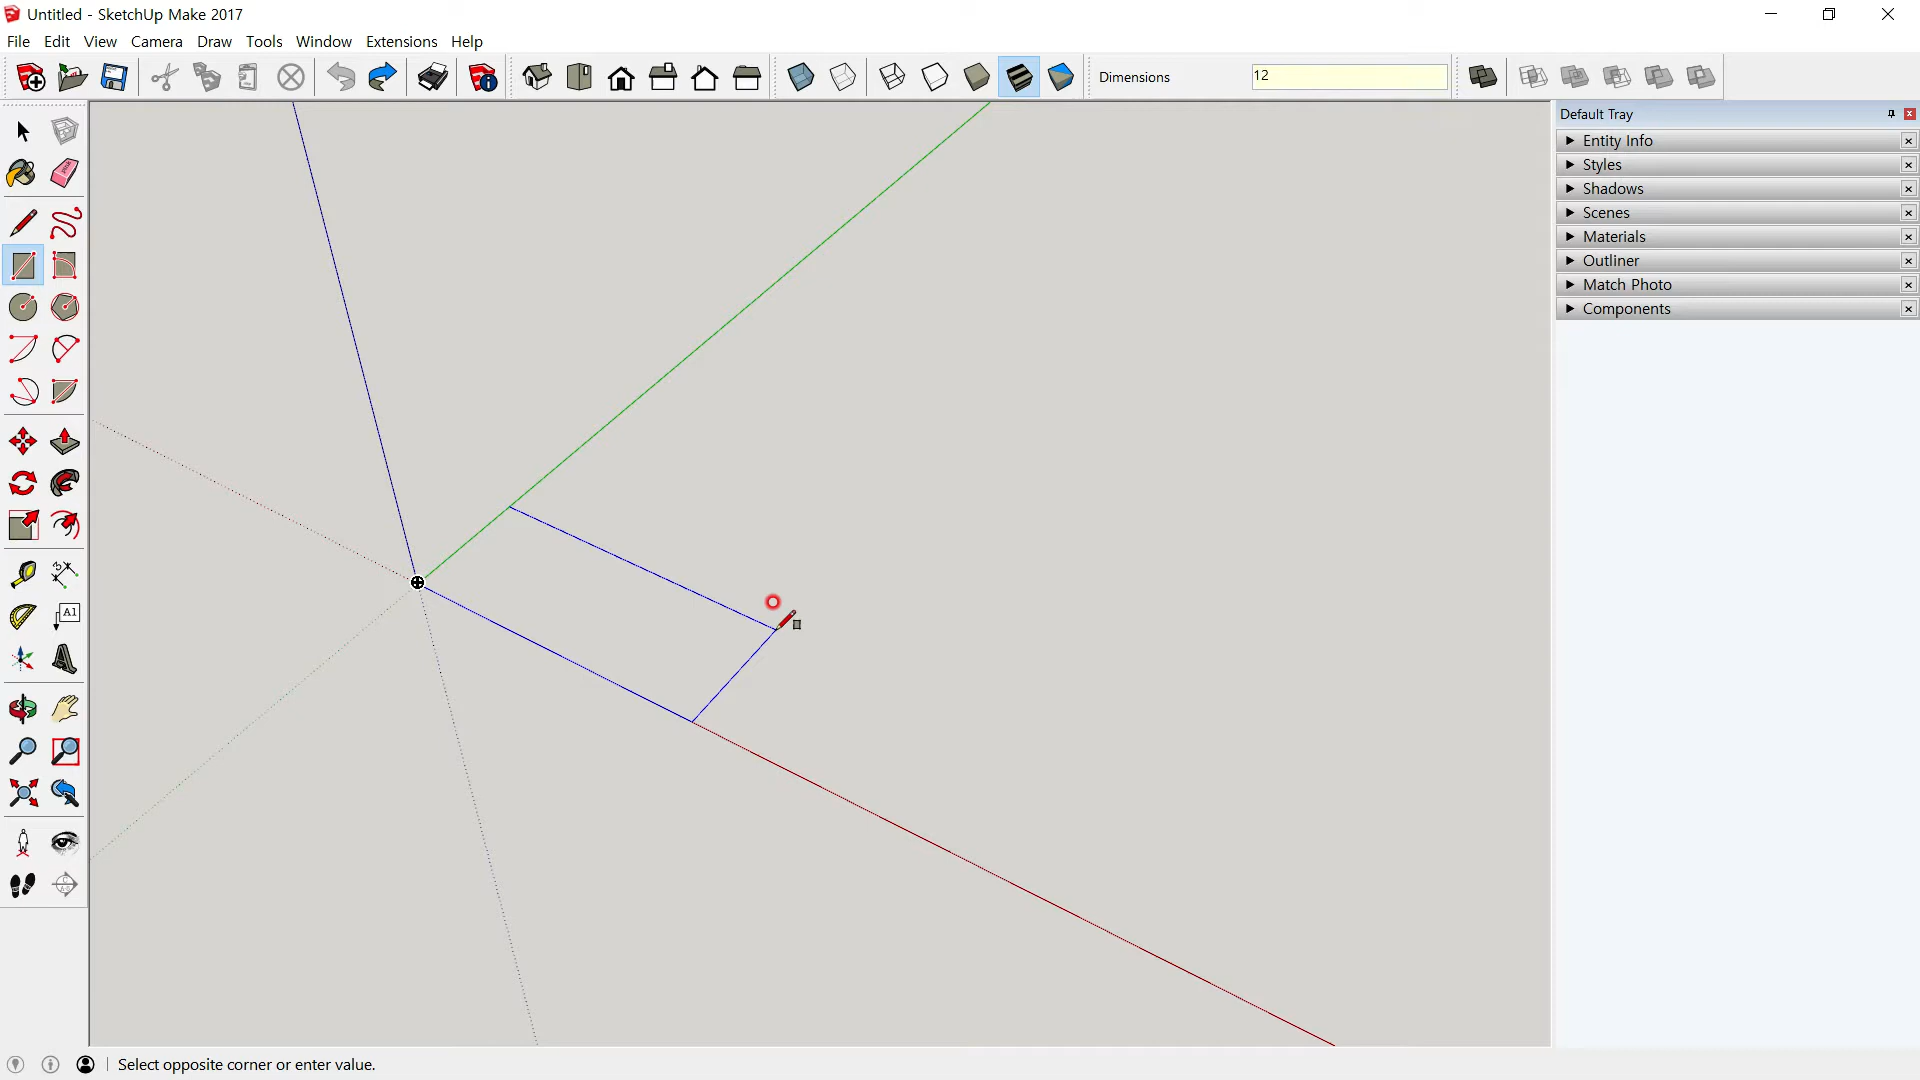 Untitled - SketchUp Make 2017
File Edit View Camera Draw Tools Window Extensions Help
Dimensions 12
Default Tray
Entity Info
Styles
Shadows
Scenes
Materials
Outliner
Match Photo
Components
A1
Select opposite corner or enter value.